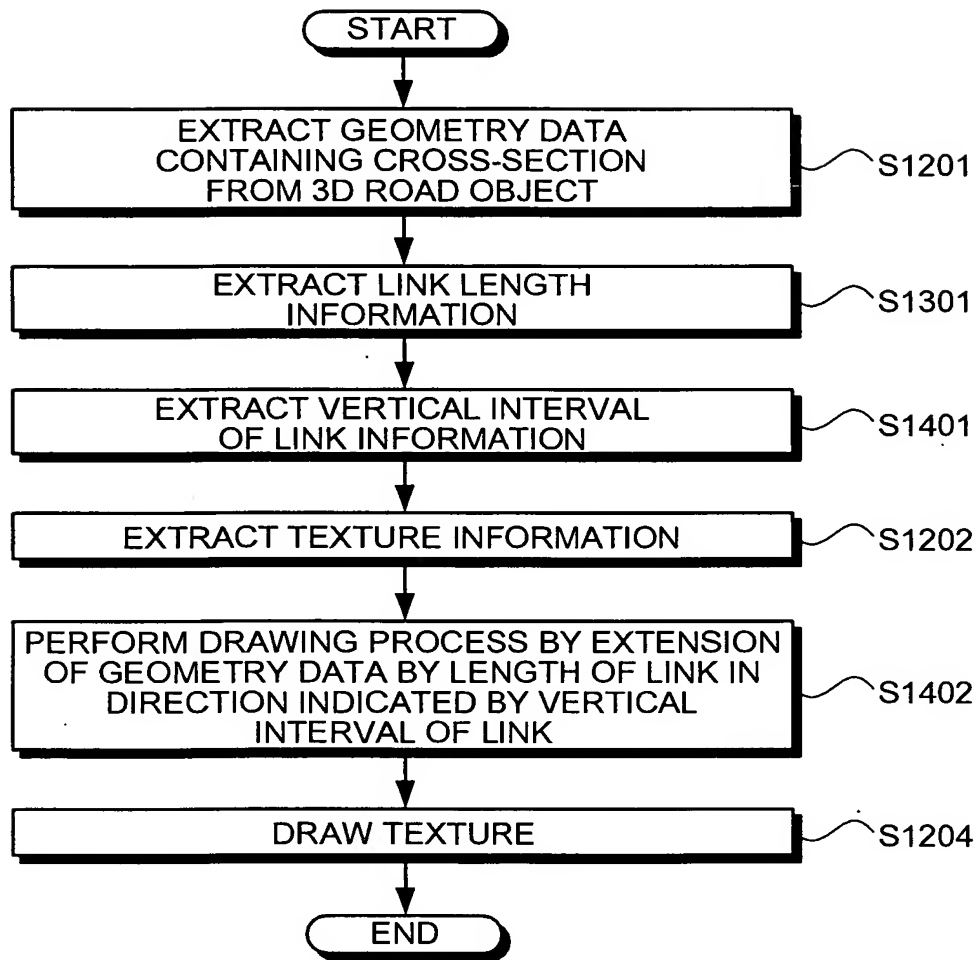 START
EXTRACT GEOMETRY DATA
CONTAINING CROSS-SECTION
FROM 3D ROAD OBJECT
S1201
EXTRACT LINK LENGTH
INFORMATION
S1301
EXTRACT VERTICAL INTERVAL
OF LINK INFORMATION
S1401
EXTRACT TEXTURE INFORMATION
S1202
PERFORM DRAWING PROCESS BY EXTENSION
OF GEOMETRY DATA BY LENGTH OF LINK IN
DIRECTION INDICATED BY VERTICAL
INTERVAL OF LINK
S1402
DRAW TEXTURE
S1204
END